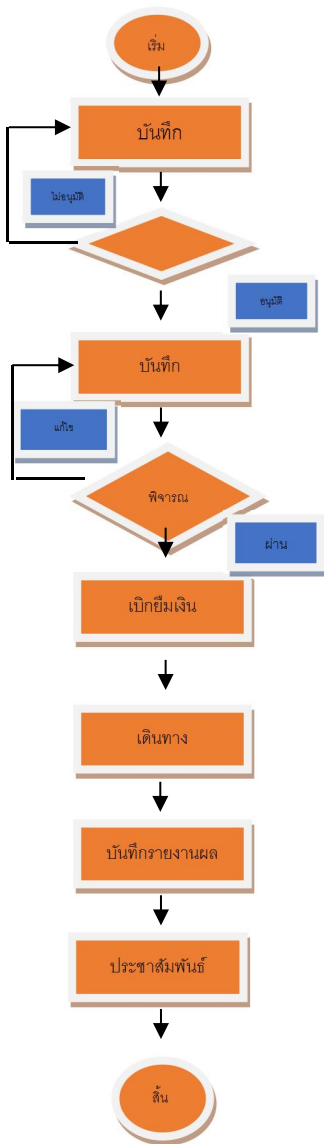 เริ่ม
บันทึก
ไม่อนุมัติ
อนุมัติ
บันทึก
แก้ไข
พิจารณ
ผ่าน
เบิกยืมเงิน
เดินทาง
บันทึกรายงานผล
ประชาสัมพันธ์
สิ้น